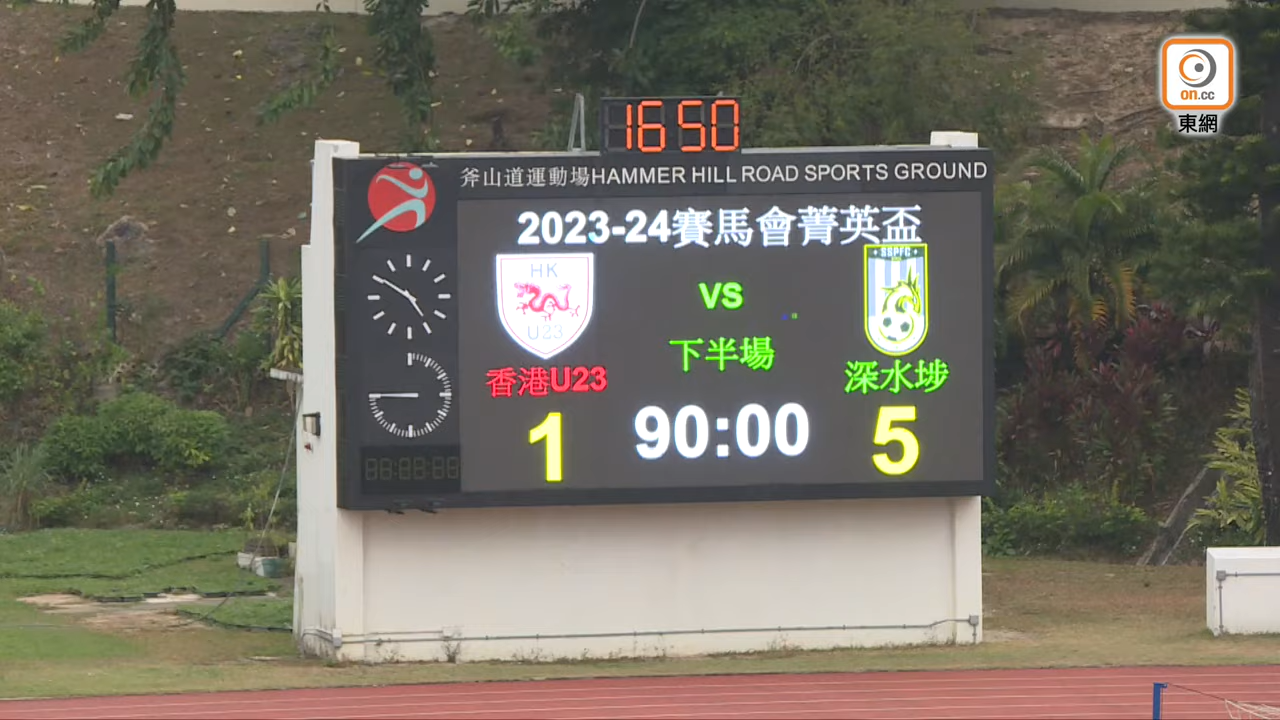 on.cc
東網
16 50
斧山道運動場HAMMER HILL ROAD SPORTS GROUND
2023-24賽馬會菁英盃
HK
U23
VS
SSPFC
下半場
香港U23
深水埗
1
90:00
5